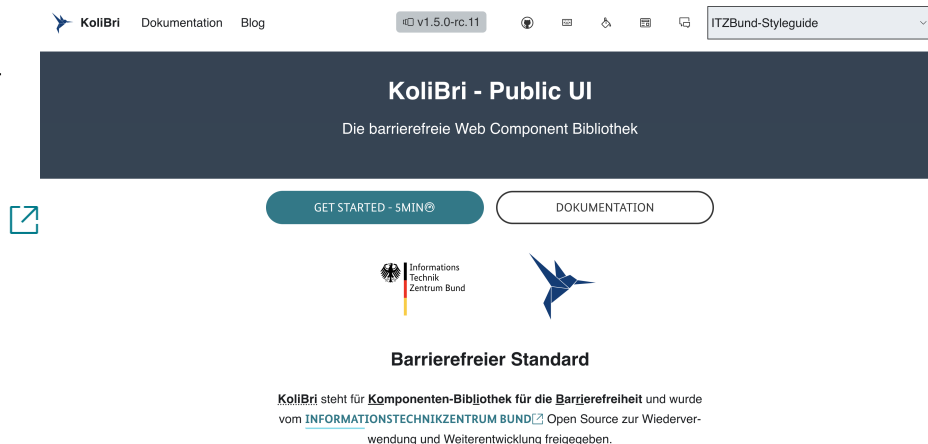 KoliBri Dokumentation Blog v1.5.0-rc.11 ITZBund-Styleguide
KoliBri - Public UI
Die barrierefreie Web Component Bibliothek
GET STARTED - 5MIN DOKUMENTATION
Informations
Technik
Zentrum Bund
Barrierefreier Standard
KoliBri steht für Komponenten-Bibliothek für die Barrierefreiheit und wurde
vom INFORMATIONSTECHNIKZENTRUM BUND Open Source zur Wiederver-
wendung und Weiterentwicklung freigegeben.